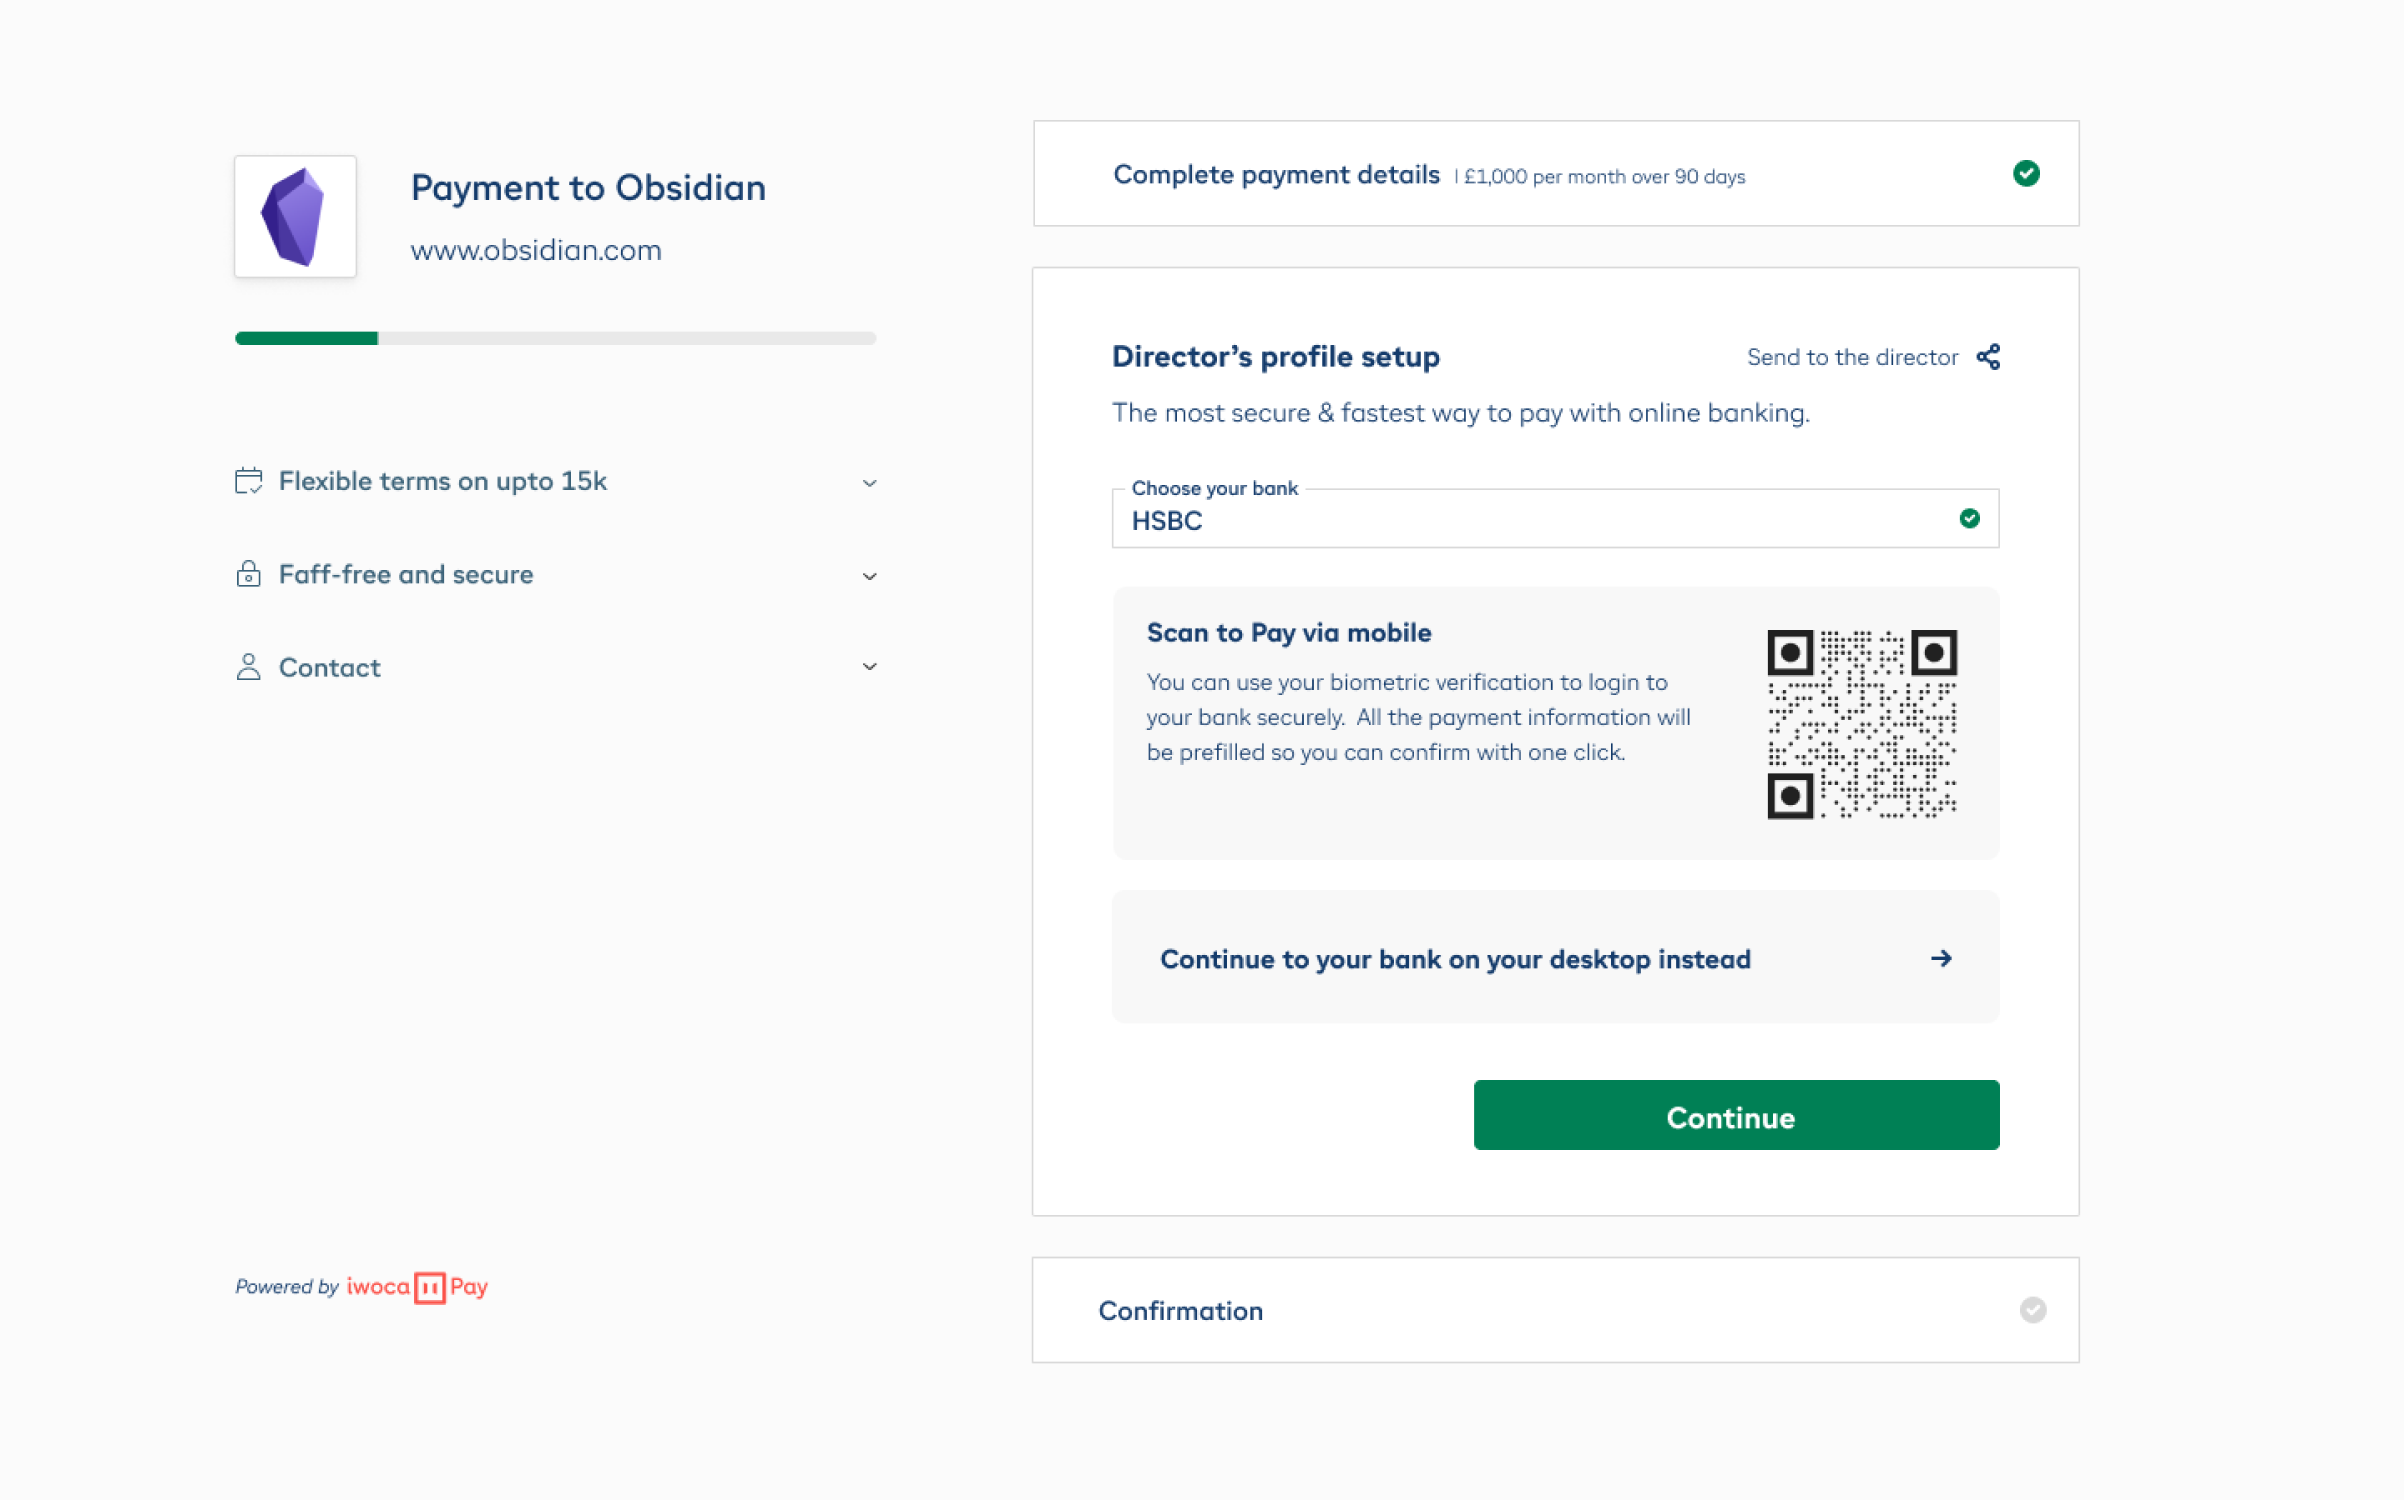 Payment to Obsidian
www.obsidian.com
Flexible terms on upto 15k
Faff-free and secure
Contact
Powered by iwoca Pay
Complete payment details | £1,000 per month over 90 days
Director’s profile setup
Send to the director
The most secure & fastest way to pay with online banking.
Choose your bank
HSBC
Scan to Pay via mobile
You can use your biometric verification to login to
your bank securely.  All the payment information will
be prefilled so you can confirm with one click.
Continue to your bank on your desktop instead
Continue
Confirmation